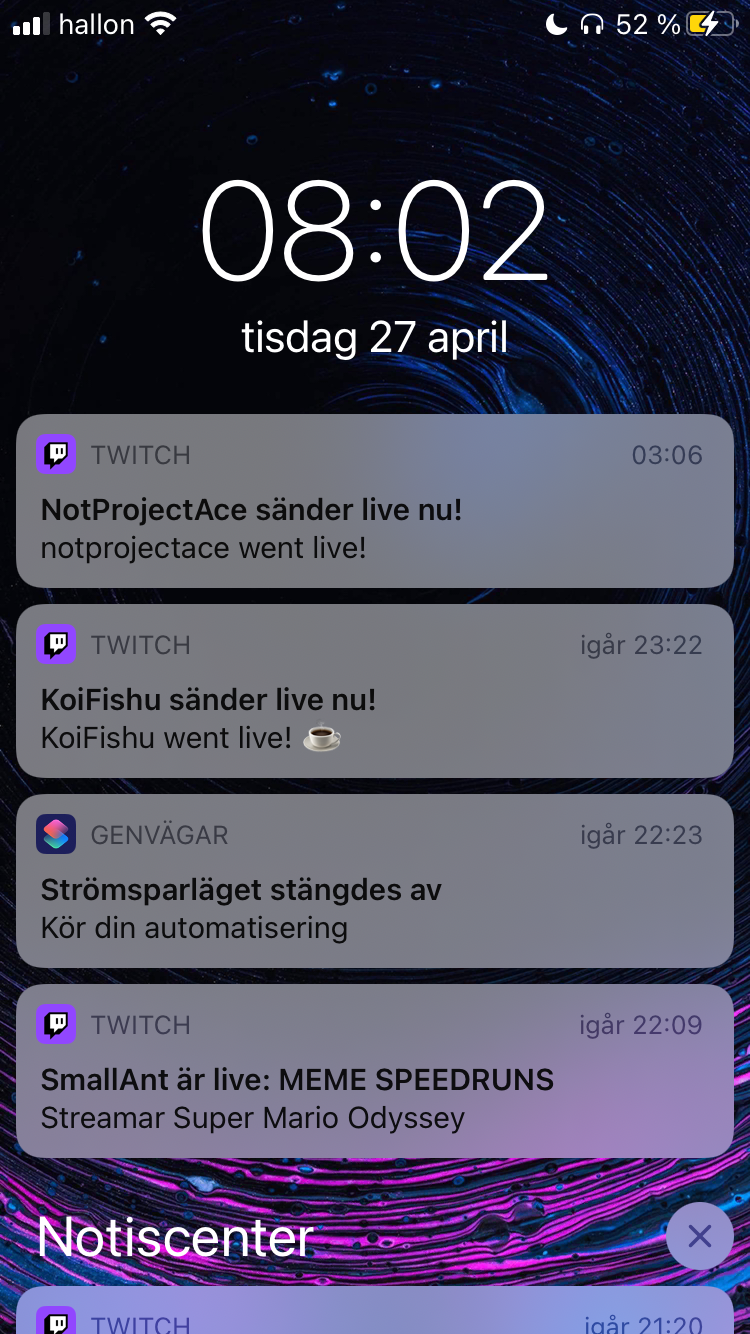 hallon 52 %
08:02
tisdag 27 april
TWITCH 03:06
NotProjectAce sänder live nu!
notprojectace went live!
TWITCH igår 23:22
KoiFishu sänder live nu!
KoiFishu went live! ☕
GENVÄGAR igår 22:23
Strömsparläget stängdes av
Kör din automatisering
TWITCH igår 22:09
SmallAnt är live: MEME SPEEDRUNS
Streamar Super Mario Odyssey
Notiscenter
TWITCH igår 21:20